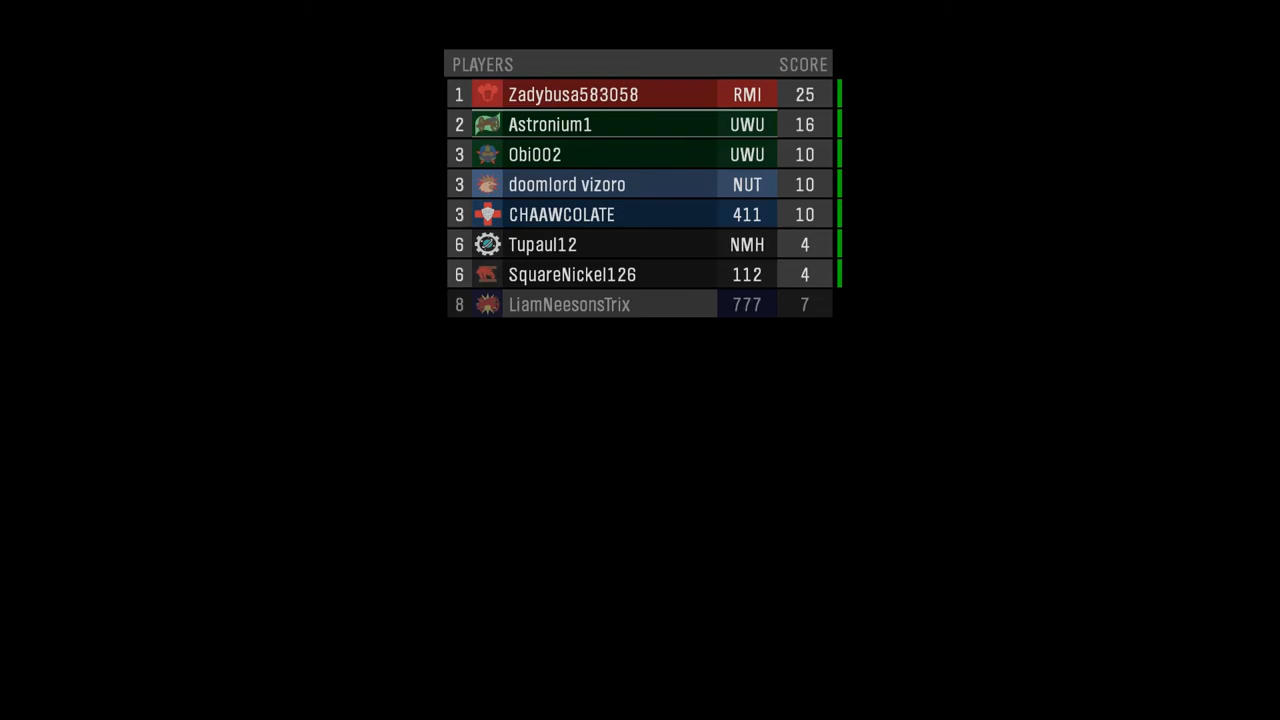 PLAYERS SCORE
1 Zadybusa583058 RMI 25
2 Astronium1 UWU 16
3 Obi002 UWU 10
3 doomlord vizoro NUT 10
3 CHAAWCOLATE 411 10
6 Tupaul12 NMH 4
6 SquareNickel126 112 4
8 LiamNeesonsTrix 777 7